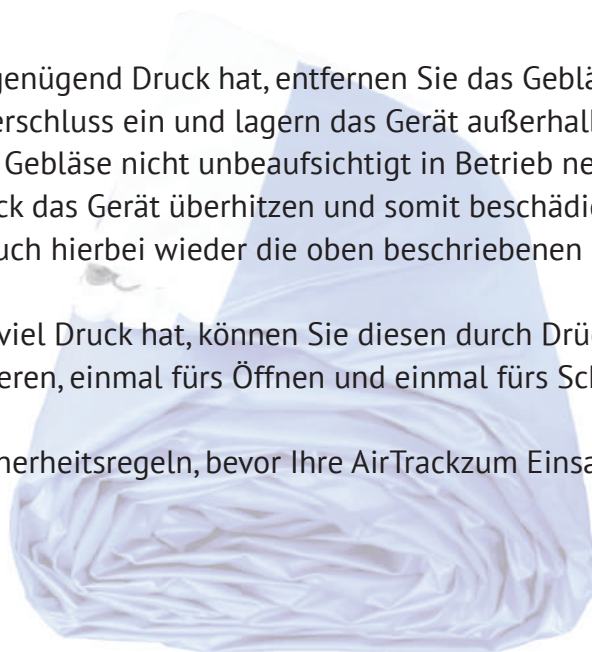 genügend Druck hat, entfernen Sie das Geblä
erschluss ein und lagern das Gerät außerhall
Gebläse nicht unbeaufsichtigt in Betrieb ne
ck das Gerät überhitzen und somit beschädi
uch hierbei wieder die oben beschriebenen
viel Druck hat, können Sie diesen durch Drü
eren, einmal fürs Öffnen und einmal fürs Sc
herheitsregeln, bevor Ihre AirTrackzum Einsa